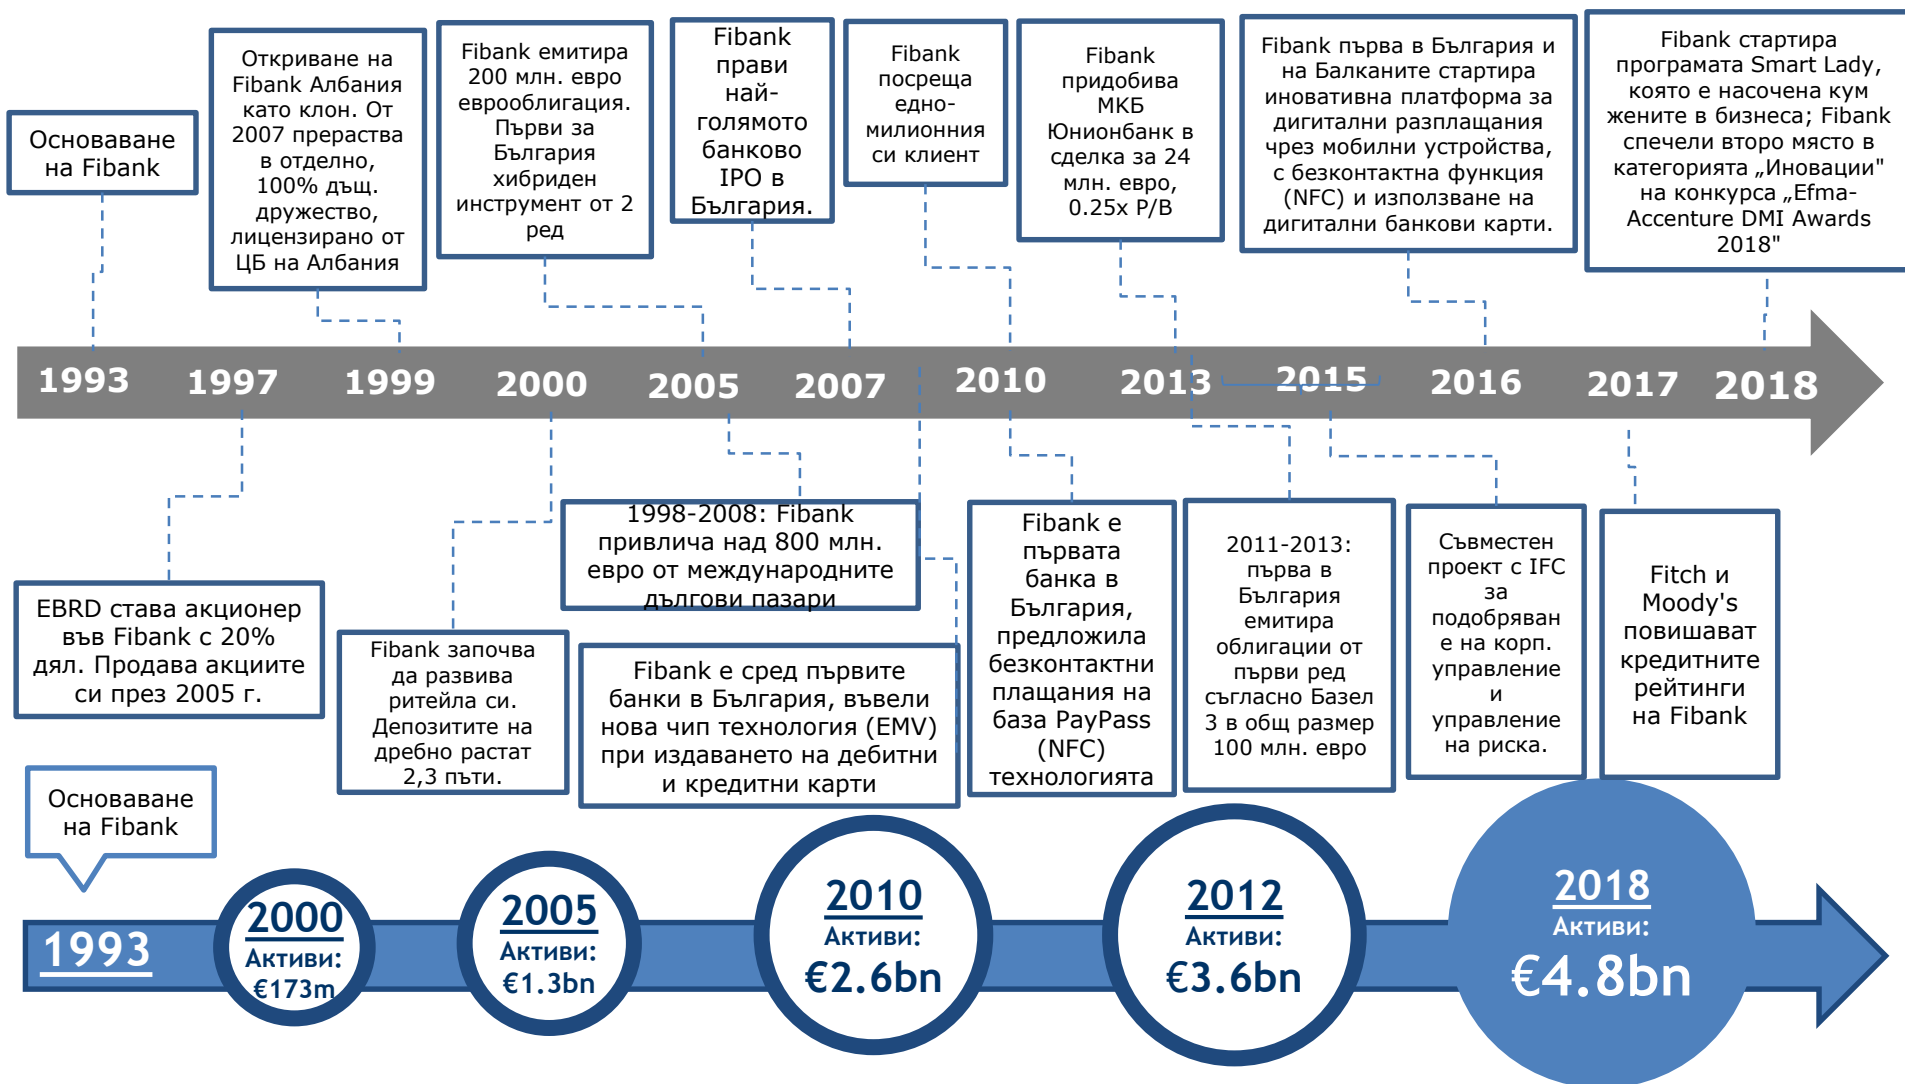 Основаване
на Fibank
Откриване на
Fibank Албания
като клон. От
2007 прераства
в отделно,
100% дъщ.
дружество,
лицензирано от
ЦБ на Албания
Fibank емитира
200 млн. евро
еврооблигация.
Първи за
България
хибриден
инструмент от 2
ред
Fibank
прави
най-
голямото
банково
IPO в
България.
Fibank
посреща
едно-
милионния
си клиент
Fibank
придобива
МКБ
Юнионбанк в
сделка за 24
млн. евро,
0.25x P/B
Fibank първа в България и
на Балканите стартира
иновативна платформа за
дигитални разплащания
чрез мобилни устройства,
с безконтактна функция
(NFC) и използване на
дигитални банкови карти.
Fibank стартира
програмата Smart Lady,
която е насочена кум
жените в бизнеса; Fibank
спечели второ място в
категорията „Иновации"
на конкурса „Efma-
Accenture DMI Awards
2018"
1993
1997
1999
2000
2005
2007
2010
2013
2015
2016
2017
2018
EBRD става акционер
във Fibank с 20%
дял. Продава акциите
си през 2005 г.
Fibank започва
да развива
ритейла си.
Депозитите на
дребно растат
2,3 пъти.
1998-2008: Fibank
привлича над 800 млн.
евро от международните
дългови пазари
Fibank е сред първите
банки в България, въвели
нова чип технология (EMV)
при издаването на дебитни
и кредитни карти
Fibank е
първата
банка в
България,
предложила
безконтактни
плащания на
база PayPass
(NFC)
технологията
2011-2013:
първа в
България
емитира
облигации от
първи ред
съгласно Базел
3 в общ размер
100 млн. евро
Съвместен
проект с IFC
за
подобряван
е на корп.
управление
и
управление
на риска.
Fitch и
Moody's
повишават
кредитните
рейтинги
на Fibank
Основаване
на Fibank
1993
2000
Активи:
€173m
2005
Активи:
€1.3bn
2010
Активи:
€2.6bn
2012
Активи:
€3.6bn
2018
Активи:
€4.8bn